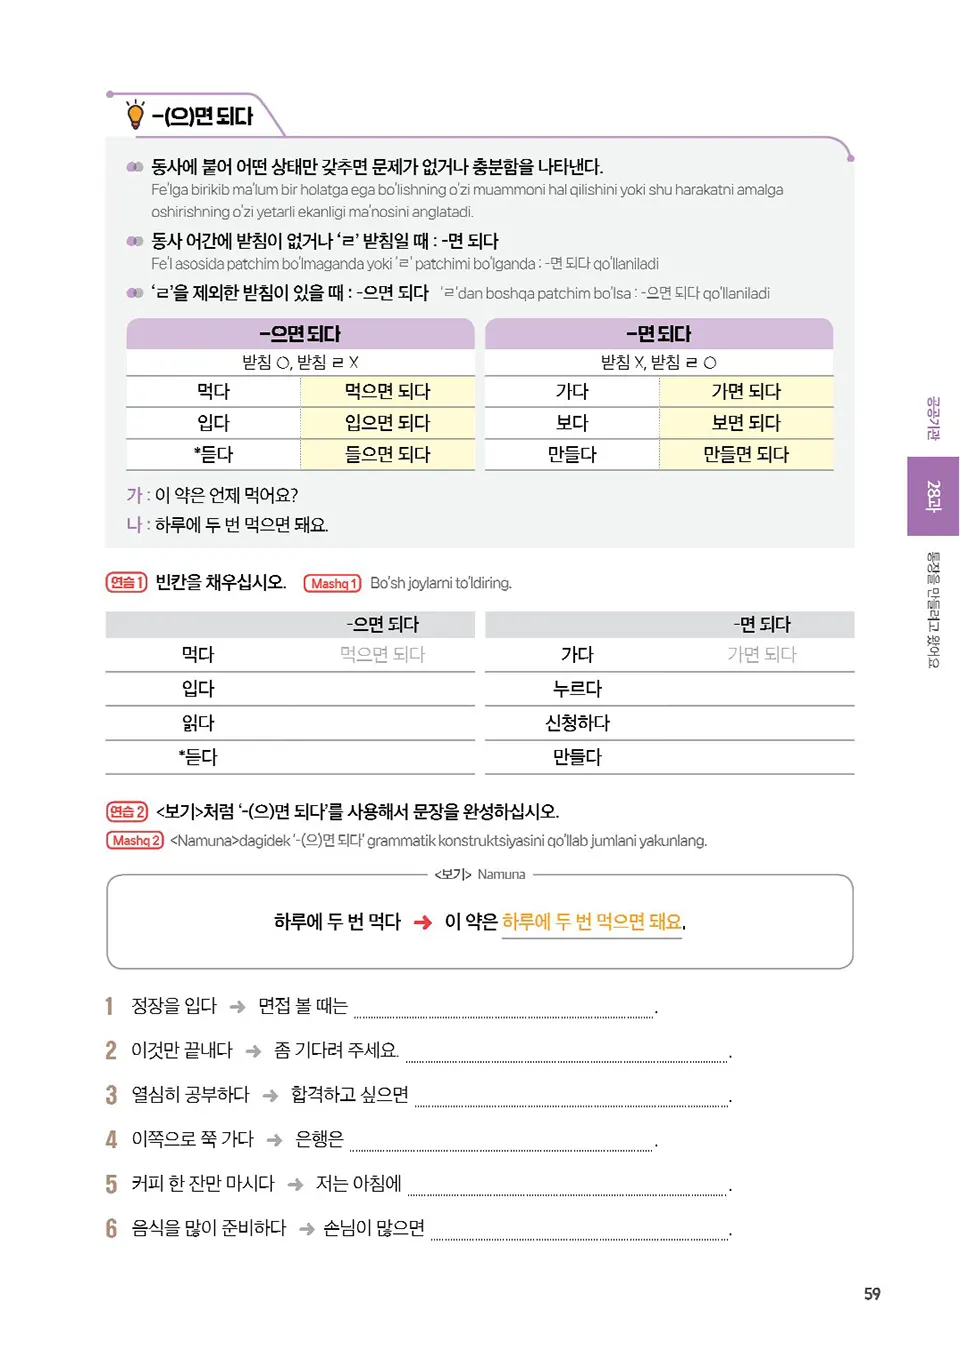 -(으)면 되다
동사에 붙어 어떤 상태만 갖추면 문제가 없거나 충분함을 나타낸다.
Fe'lga birikib ma'lum bir holatga ega bo'lishning o'zi muammoni hal qilishini yoki shu harakatni amalga
oshirishning o'zi yetarli ekanligi ma'nosini anglatadi.
동사 어간에 받침이 없거나 'ㄹ' 받침일 때 : -면 되다
Fe'l asosida patchim bo'lmaganda yoki 'ㄹ' patchimi bo'lganda : -면 되다 qo'llaniladi
'ㄹ'을 제외한 받침이 있을 때 : -으면 되다 'ㄹ'dan boshqa patchim bo'lsa : -으면 되다 qo'llaniladi
-으면 되다 -면 되다
받침 O, 받침 ㄹ X 받침 X, 받침 ㄹ O
먹다 먹으면 되다 가다 가면 되다
입다 입으면 되다 보다 보면 되다
*듣다 들으면 되다 만들다 만들면 되다
가 : 이 약은 언제 먹어요?
나 : 하루에 두 번 먹으면 돼요.
공공기관
28과
통장을 만들려고 왔어요
연습 1 빈칸을 채우십시오. Mashq 1 Bo'sh joylarni to'ldiring.
-으면 되다 -면 되다
먹다 먹으면 되다 가다 가면 되다
입다 누르다
읽다 신청하다
*듣다 만들다
연습 2 <보기>처럼 '-(으)면 되다'를 사용해서 문장을 완성하십시오.
Mashq 2 <Namuna>dagidek '-(으)면 되다' grammatik konstruktsiyasini qo'llab jumlani yakunlang.
<보기> Namuna
하루에 두 번 먹다 ➔ 이 약은 하루에 두 번 먹으면 돼요.
1 정장을 입다 ➔ 면접 볼 때는 .
2 이것만 끝내다 ➔ 좀 기다려 주세요. .
3 열심히 공부하다 ➔ 합격하고 싶으면 .
4 이쪽으로 쭉 가다 ➔ 은행은 .
5 커피 한 잔만 마시다 ➔ 저는 아침에 .
6 음식을 많이 준비하다 ➔ 손님이 많으면 .
59